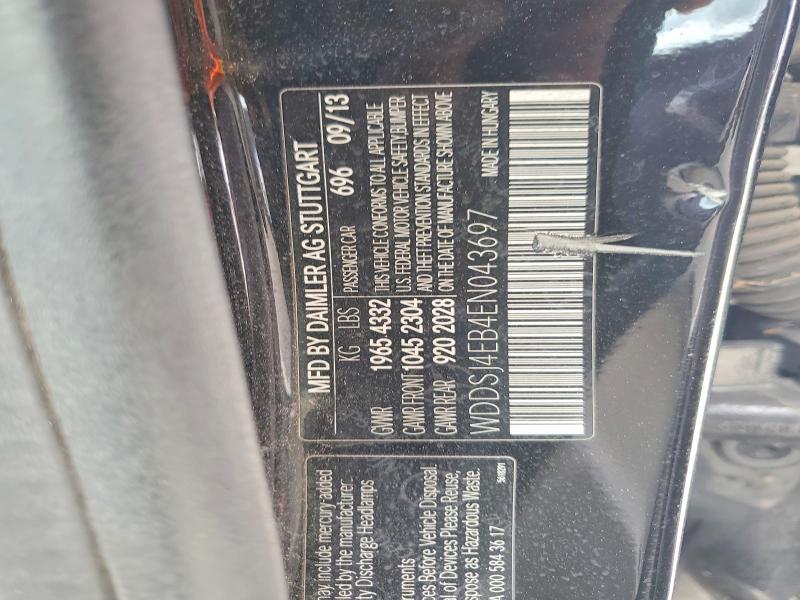 MFD BY DAIMLER AG STUTTGART
KG LBS PASSENGER CAR 696 09/13
GVWR 1965 4332 THIS VEHICLE CONFORMS TO ALL APPLICABLE
GAWR FRONT 1045 2304 U.S. FEDERAL MOTOR VEHICLE SAFETY, BUMPER
AND THEFT PREVENTION STANDARDS IN EFFECT
GAWR REAR 920 2028 ON THE DATE OF MANUFACTURE SHOWN ABOVE
WDDSJ4EB4EN043697 MADE IN HUNGARY
may include mercury added
led by the manufacturer:
ty Discharge Headlamps
truments
ces Before Vehicle Disposal.
al of Devices Please Reuse,
spose as Hazardous Waste.
A 000 584 36 17